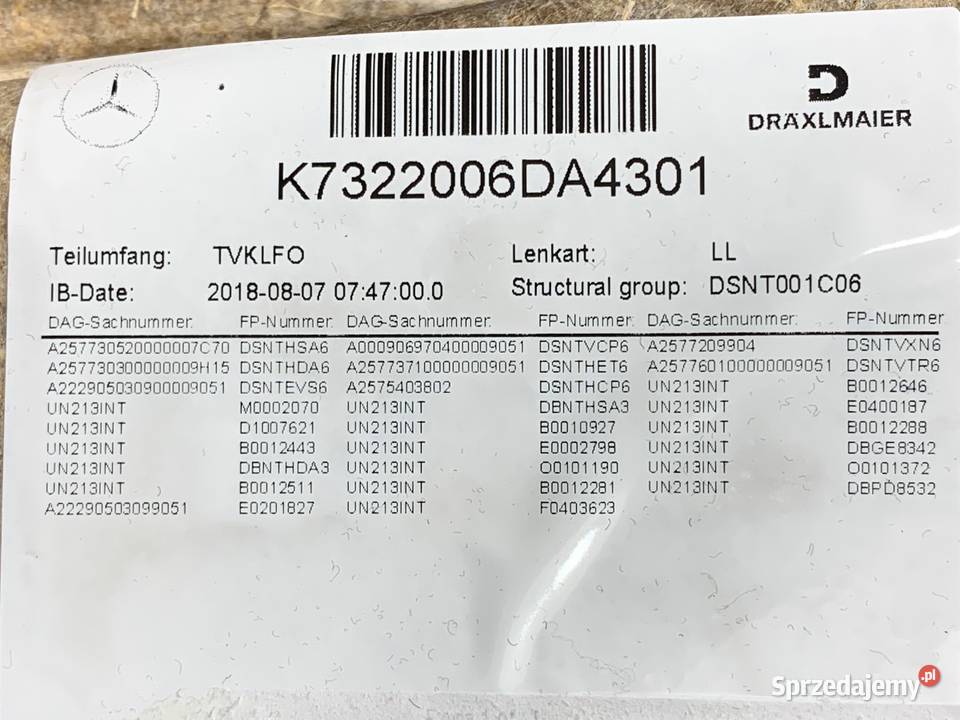 DRÄXLMAIER
K7322006DA4301
Teilumfang: TVKLFO Lenkart: LL
IB-Date: 2018-08-07 07:47:00.0 Structural group: DSNT001C06
DAG-Sachnummer: FP-Nummer: DAG-Sachnummer: FP-Nummer: DAG-Sachnummer: FP-Nummer:
A257730520000007C70 DSNTHSA6 A000906970400009051 DSNTVCP6 A2577209904 DSNTVXN6
A257730300000009H15 DSNTHDA6 A257737100000009051 DSNTHET6 A257760100000009051 DSNTVTR6
A222905030900009051 DSNTEVS6 A2575403802 DSNTHCP6 UN213INT B0012646
UN213INT M0002070 UN213INT DBNTHSA3 UN213INT E0400187
UN213INT D1007621 UN213INT B0010927 UN213INT B0012288
UN213INT B0012443 UN213INT E0002798 UN213INT DBGE8342
UN213INT DBNTHDA3 UN213INT O0101190 UN213INT O0101372
UN213INT B0012511 UN213INT B0012281 UN213INT DBPD8532
A22290503099051 E0201827 UN213INT F0403623
Sprzedajemy.pl